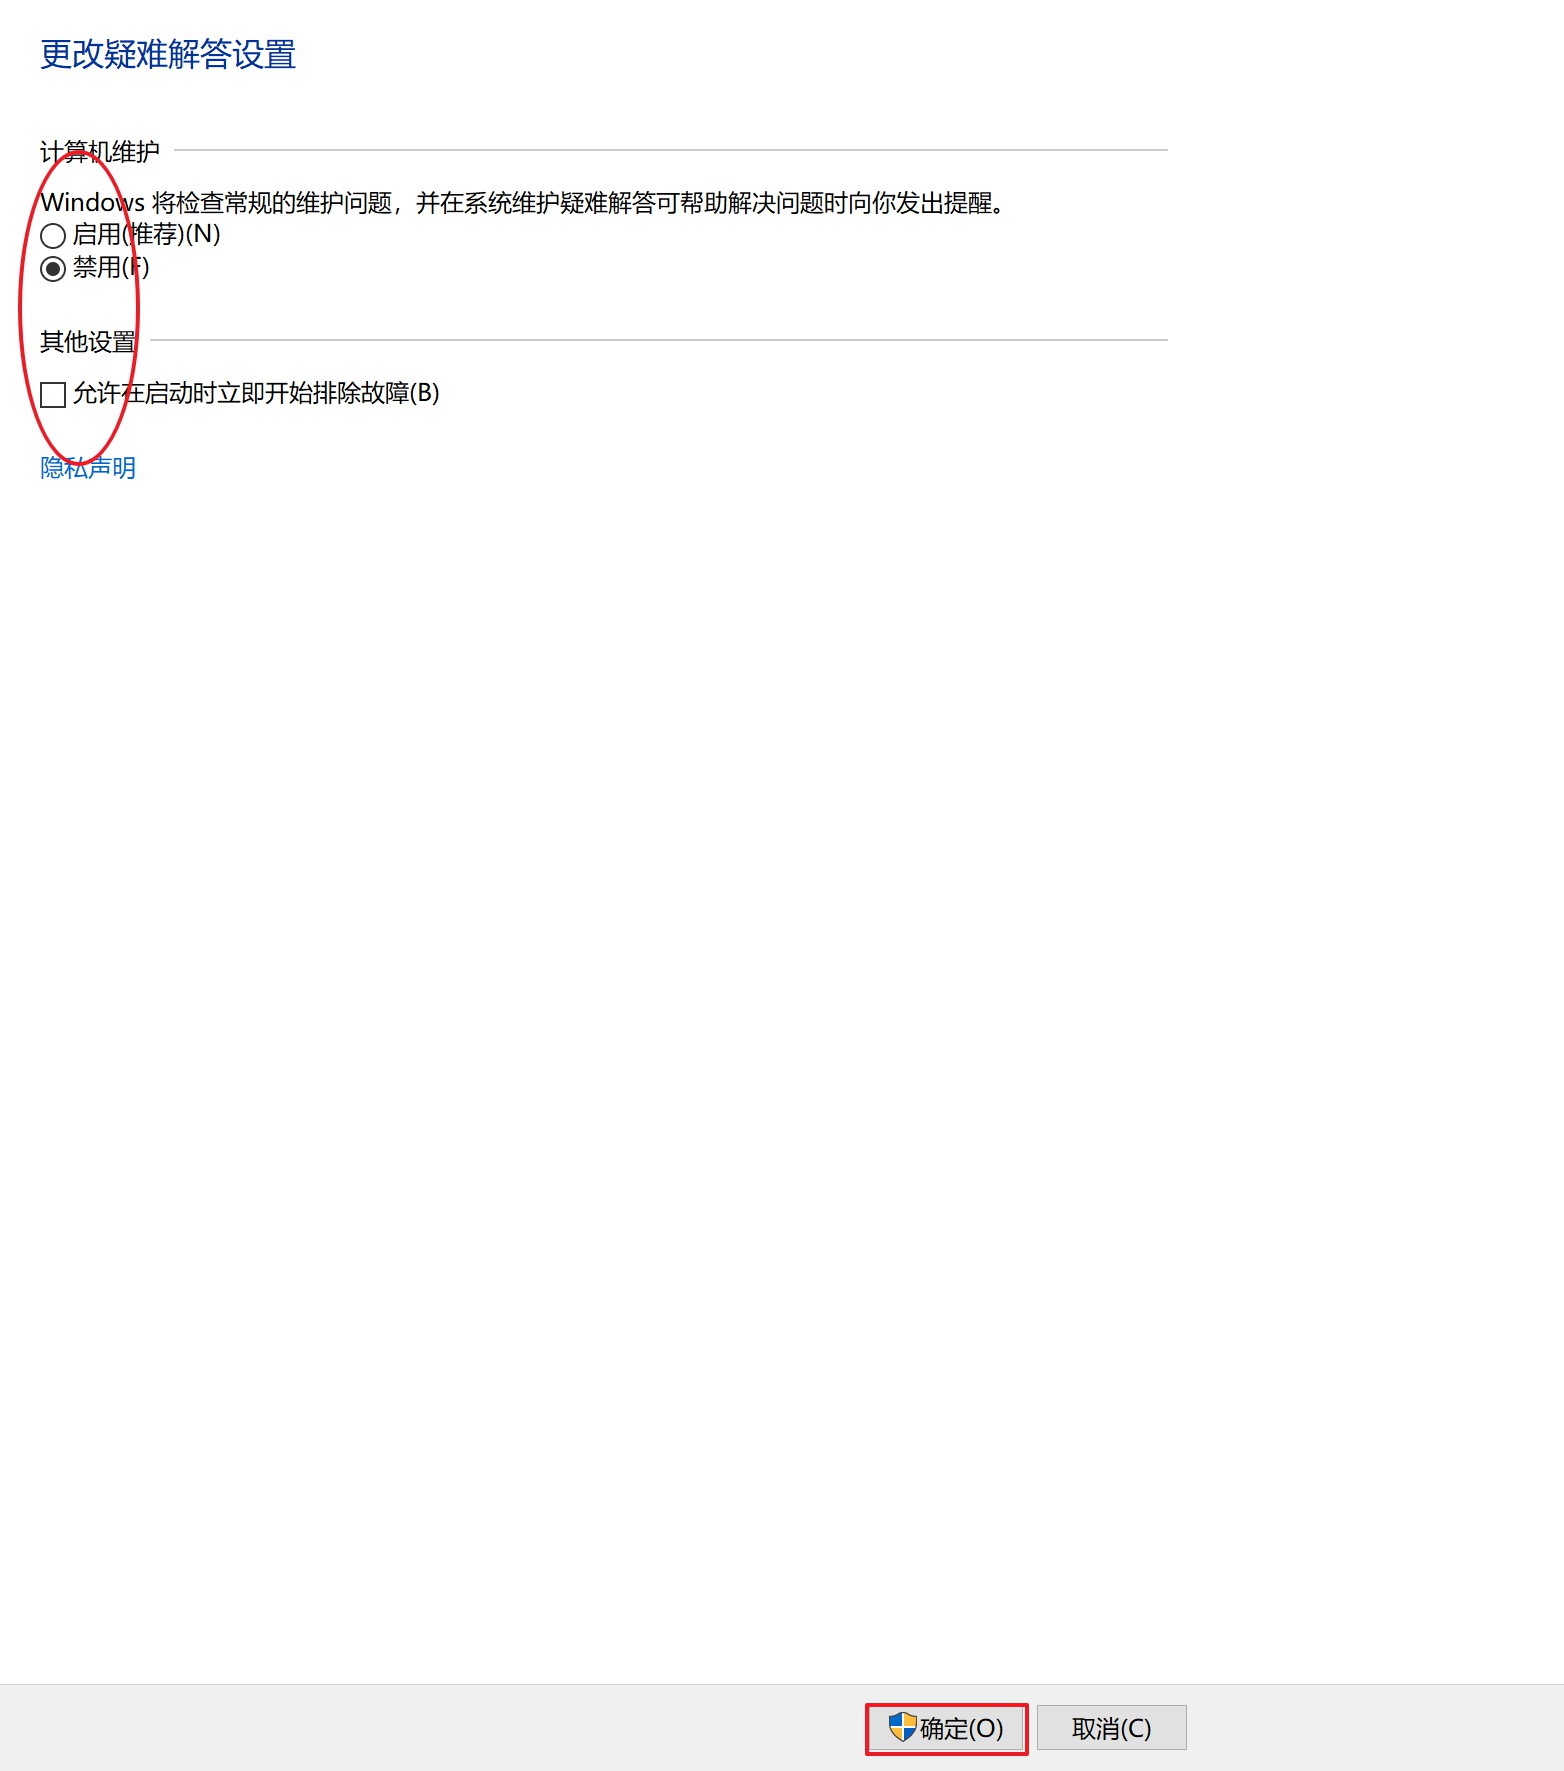 更改疑难解答设置
计算机维护
Windows 将检查常规的维护问题，并在系统维护疑难解答可帮助解决问题时向你发出提醒。
启用(推荐)(N)
禁用(F)
其他设置
允许在启动时立即开始排除故障(B)
隐私声明
确定(O)
取消(C)